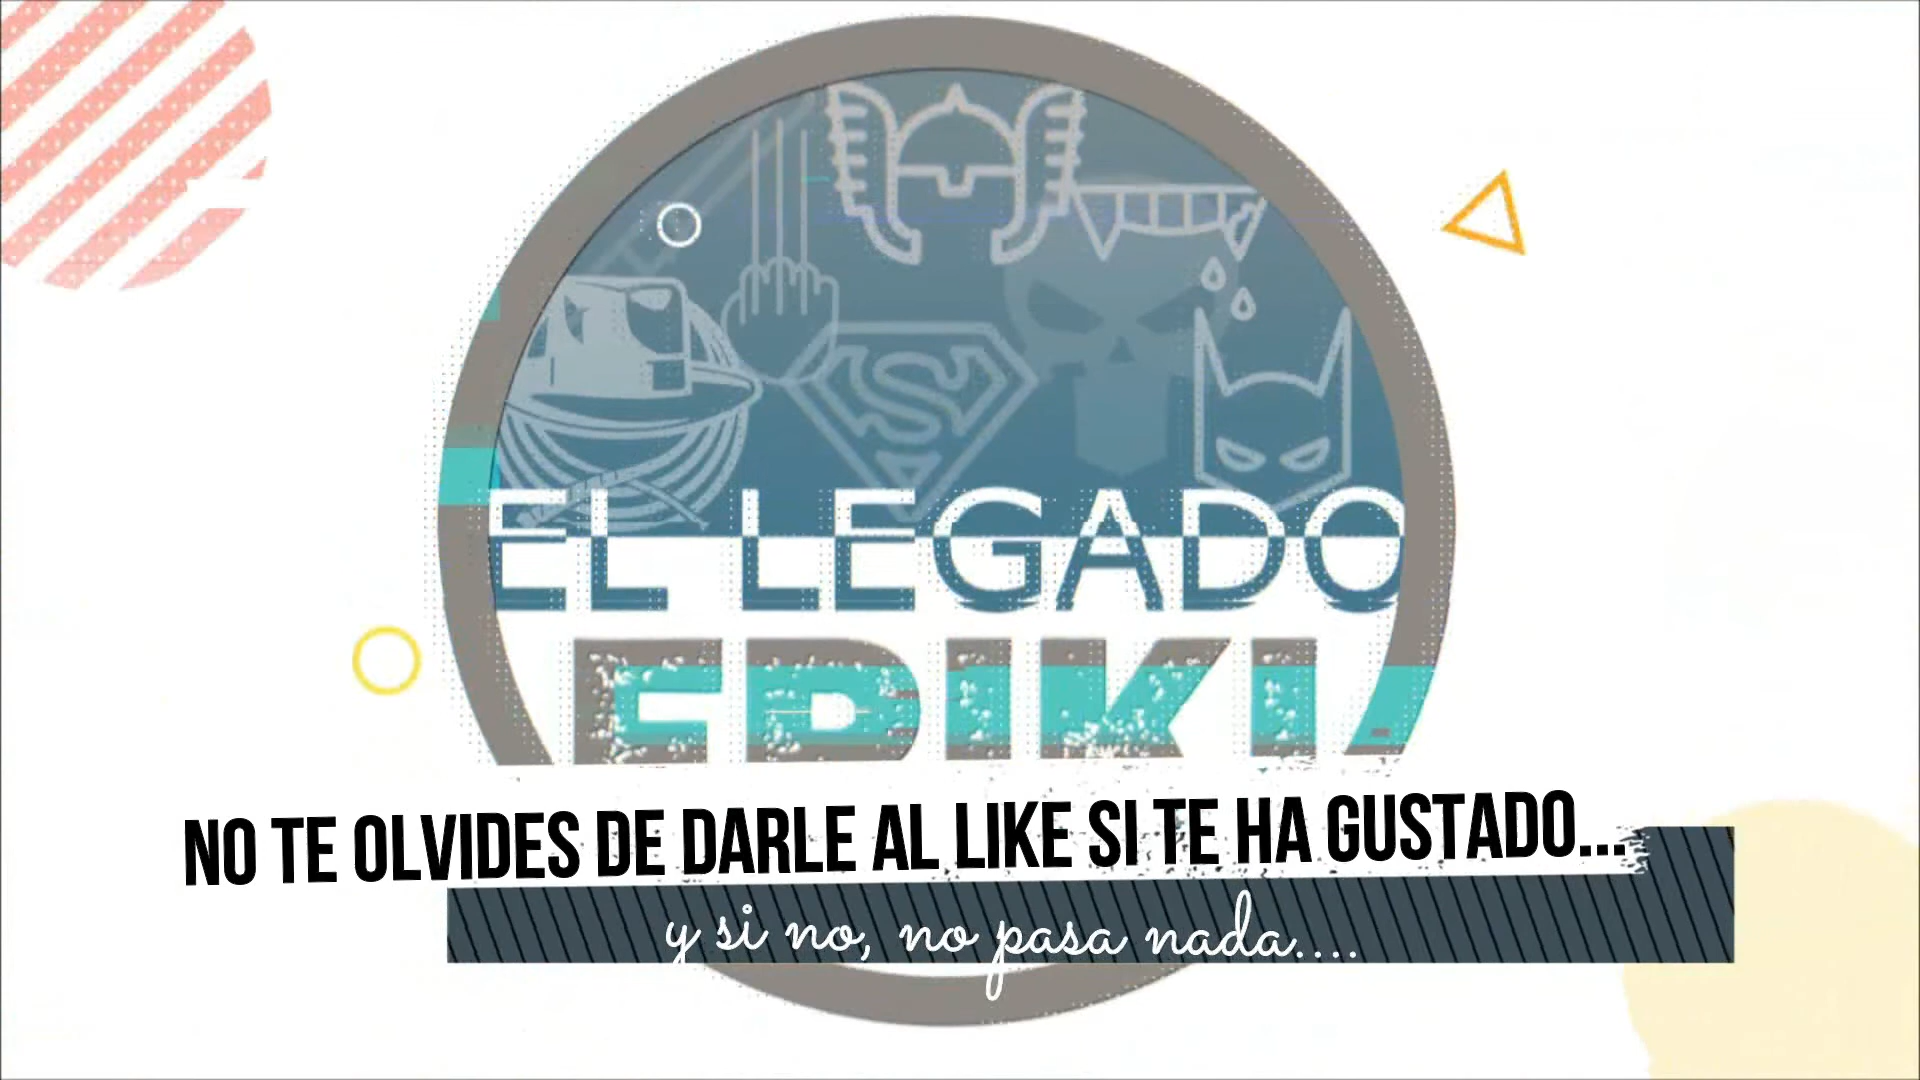 EL LEGADO
NO TE OLVIDES DE DARLE AL LIKE SI TE HA GUSTADO...
y si no, no pasa nada....